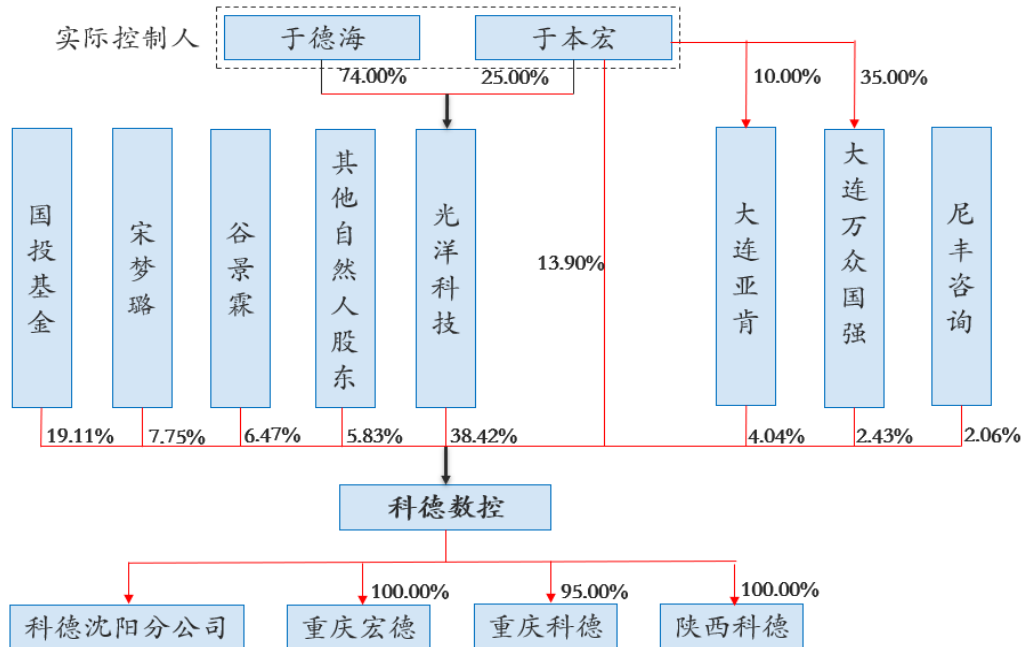 实际控制人
于德海
于本宏
74.00%
25.00%
10.00%
35.00%
国投基金
宋梦璐
谷景霖
其他自然人股东
光洋科技
13.90%
大连亚肯
大连万众国强
尼丰咨询
19.11%
7.75%
6.47%
5.83%
38.42%
4.04%
2.43%
2.06%
科德数控
100.00%
95.00%
100.00%
科德沈阳分公司
重庆宏德
重庆科德
陕西科德